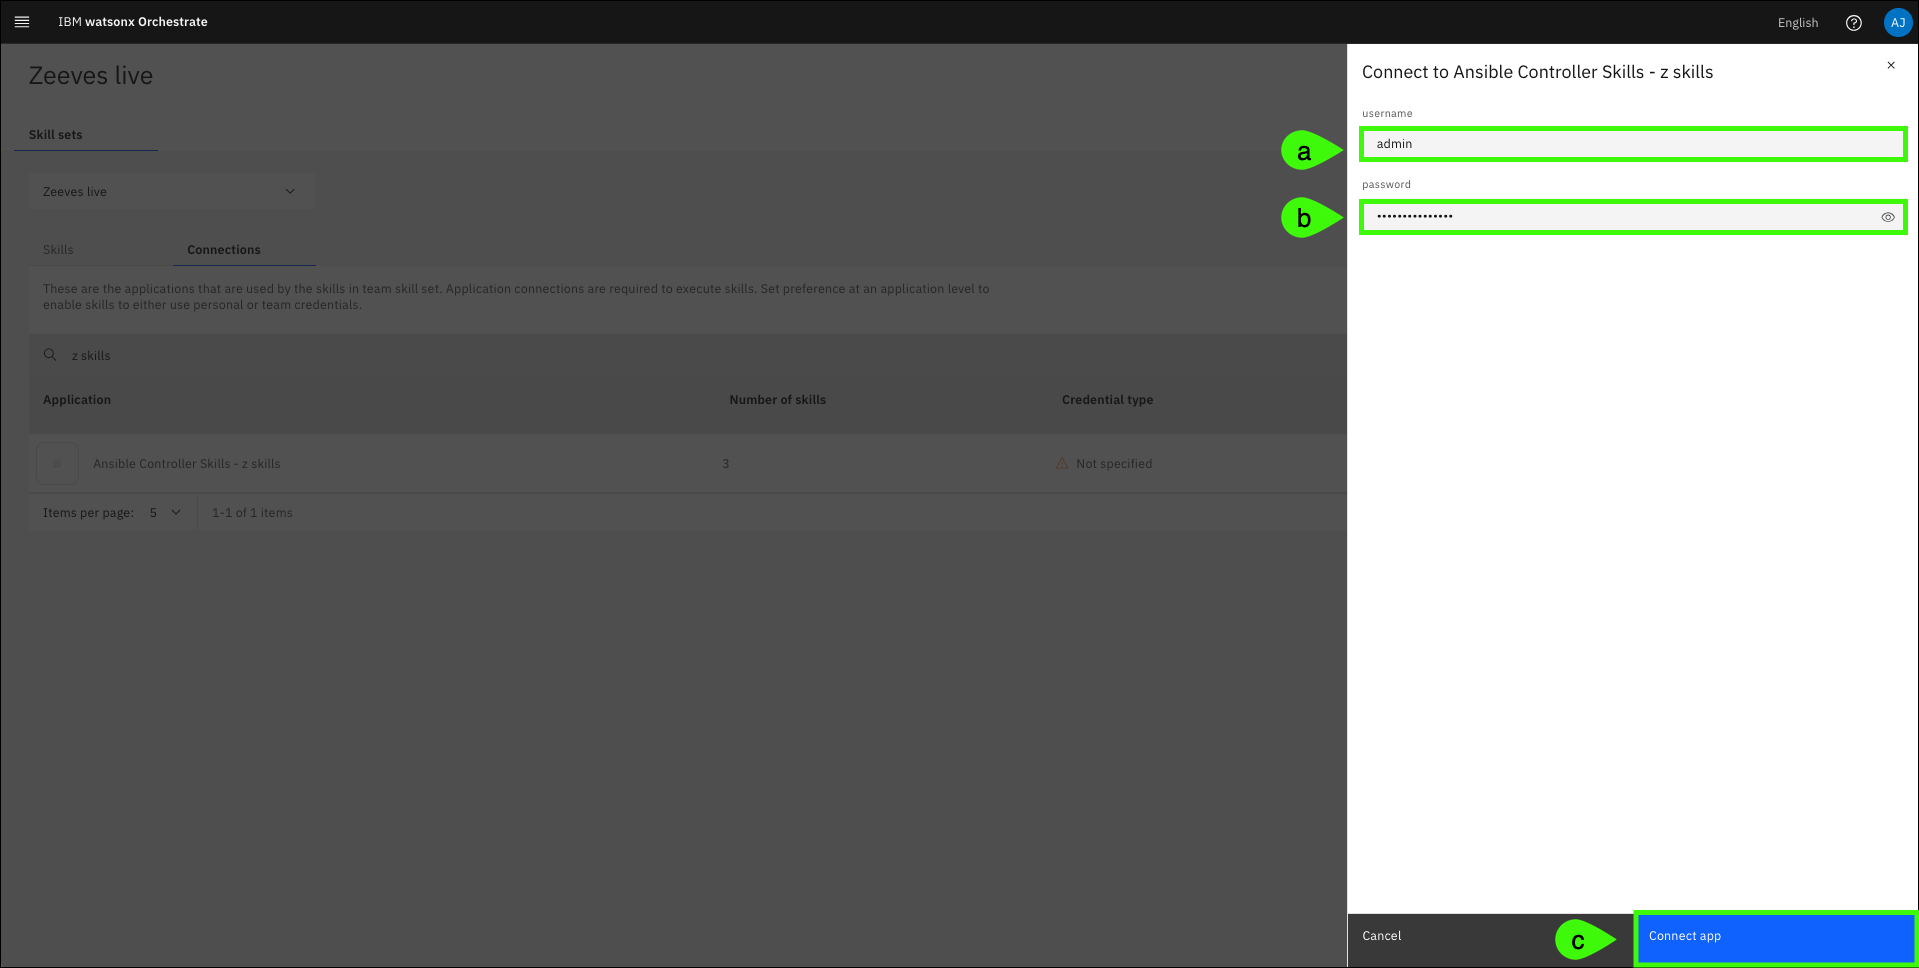 IBM watsonx Orchestrate
English
AJ
Zeeves live
Skill sets
Zeeves live
Skills
Connections
These are the applications that are used by the skills in team skill set. Application connections are required to execute skills. Set preference at an application level to
enable skills to either use personal or team credentials.
z skills
Application
Number of skills
Credential type
Ansible Controller Skills - z skills
3
Not specified
Items per page:
5
1-1 of 1 items
Connect to Ansible Controller Skills - z skills
username
a
admin
password
b
•••••••••••••••
Cancel
c
Connect app